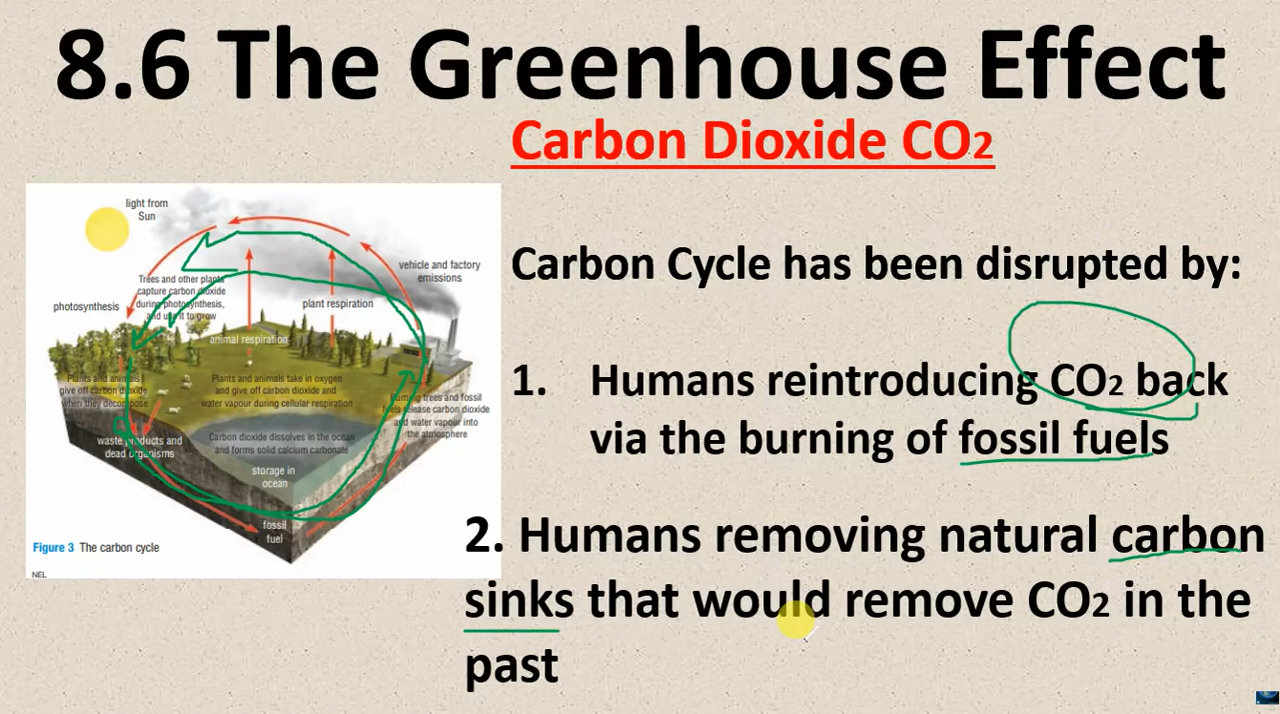 8.6 The Greenhouse Effect
Carbon Dioxide CO2
light from
Sun
Trees and other plants
capture carbon dioxide
during photosynthesis,
and use it to grow
vehicle and factory
emissions
photosynthesis
plant respiration
animal respiration
Plants and animals
give off carbon dioxide
when they decompose
Plants and animals take in oxygen
and give off carbon dioxide and
water vapour during cellular respiration
Burning trees and fossil
fuels release carbon dioxide
and water vapour into
the atmosphere
waste products and
dead organisms
Carbon dioxide dissolves in the ocean
and forms solid calcium carbonate
storage in
ocean
fossil
fuel
Figure 3 The carbon cycle
NEL
Carbon Cycle has been disrupted by:
1. Humans reintroducing CO2 back
via the burning of fossil fuels
2. Humans removing natural carbon
sinks that would remove CO2 in the
past